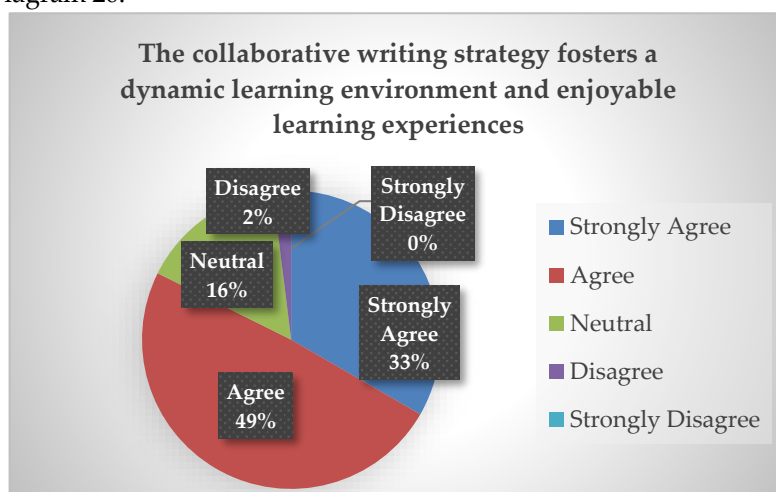 The collaborative writing strategy fosters a
dynamic learning environment and enjoyable
learning experiences
Disagree
2%
Strongly
Disagree
0%
Neutral
16%
Strongly
Agree
33%
Agree
49%
Strongly Agree
Agree
Neutral
Disagree
Strongly Disagree